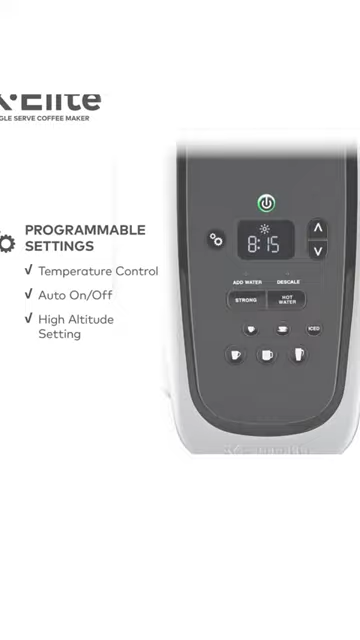 K•Elite
GLE SERVE COFFEE MAKER
PROGRAMMABLE
SETTINGS
✓ Temperature Control
✓ Auto On/Off
✓ High Altitude
Setting
8:15
ADD WATER DESCALE
STRONG HOT
WATER
ICED